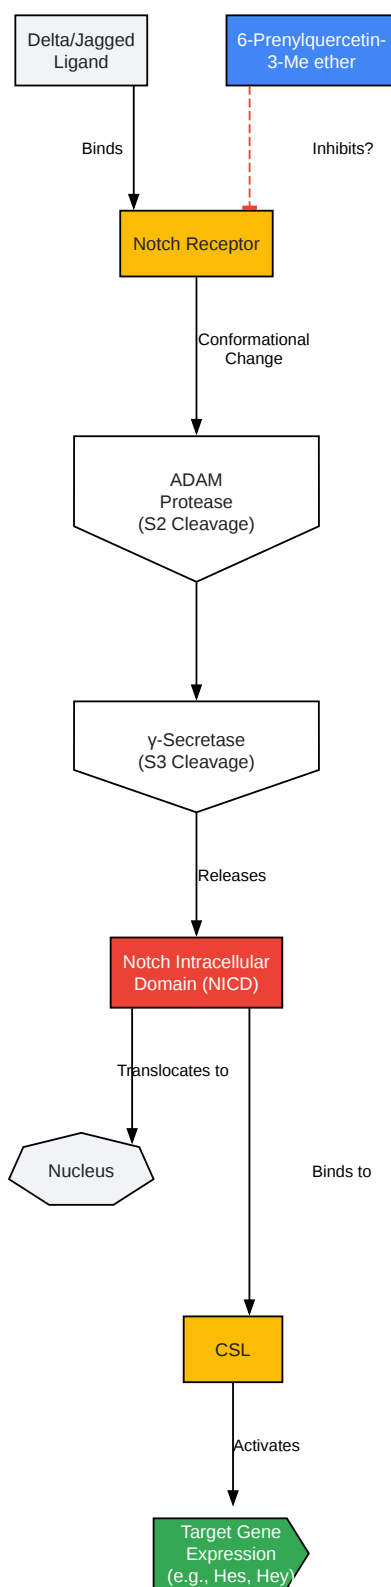 Delta/Jagged
Ligand
6-Prenylquercetin-
3-Me ether
Binds
Inhibits?
Notch Receptor
Conformational
Change
ADAM
Protease
(S2 Cleavage)
γ-Secretase
(S3 Cleavage)
Releases
Notch Intracellular
Domain (NICD)
Translocates to
Nucleus
Binds to
CSL
Activates
Target Gene
Expression
(e.g., Hes, Hey)